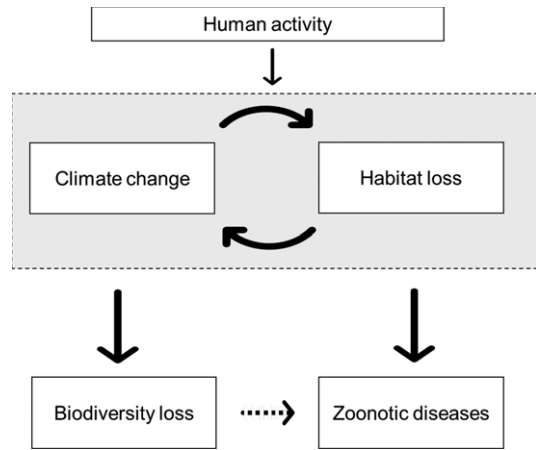 Human activity
Climate change
Habitat loss
Biodiversity loss
Zoonotic diseases